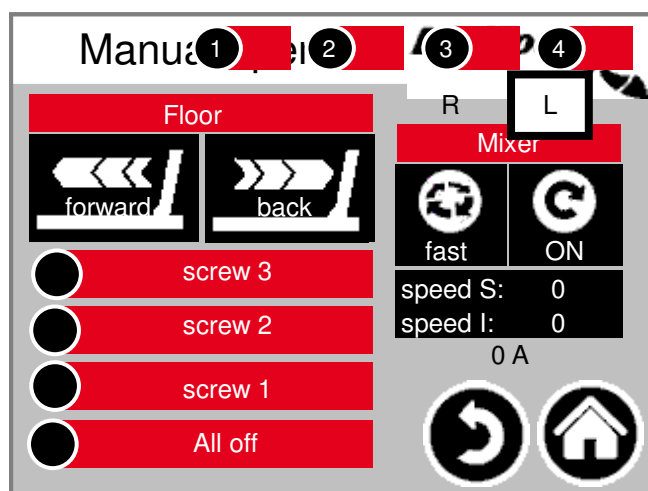 1 2 3 4
R L
Floor
Mixer
forward back
fast ON
screw 3
speed S: 0
screw 2
speed I: 0
0 A
screw 1
All off